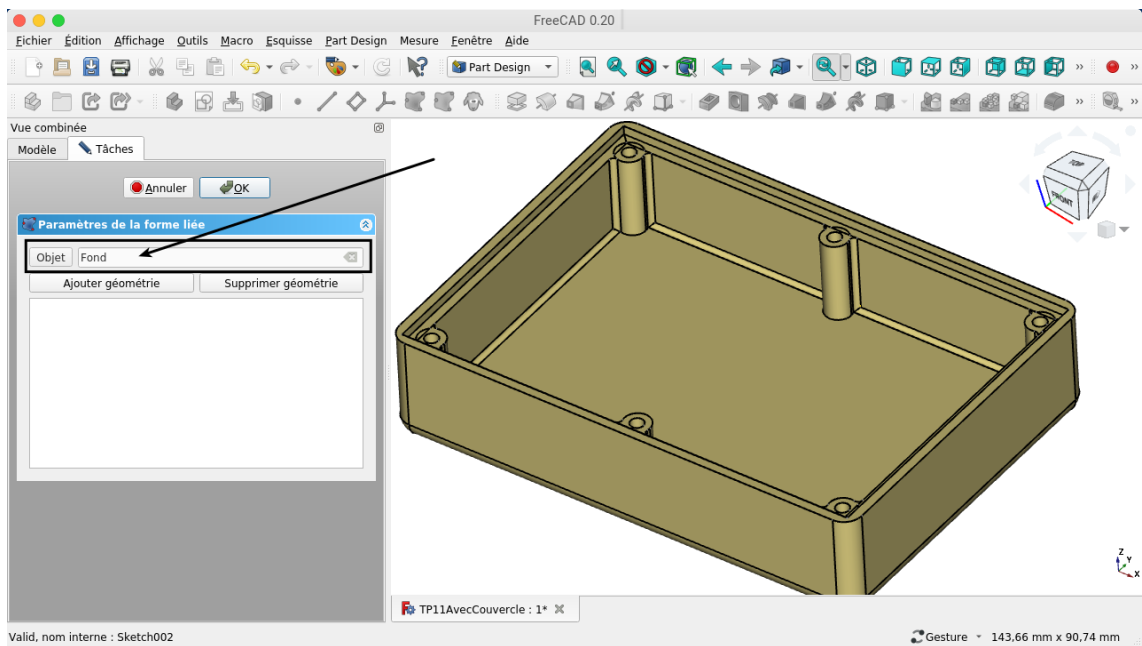 FreeCAD 0.20
Fichier Édition Affichage Outils Macro Esquisse Part Design Mesure Fenêtre Aide
Part Design
Vue combinée
Modèle Tâches
Annuler OK
Paramètres de la forme liée
Objet Fond
Ajouter géométrie Supprimer géométrie
TOP
FRONT
Z
Y
X
TP11AvecCouvercle : 1*
Valid, nom interne : Sketch002 Gesture 143,66 mm x 90,74 mm